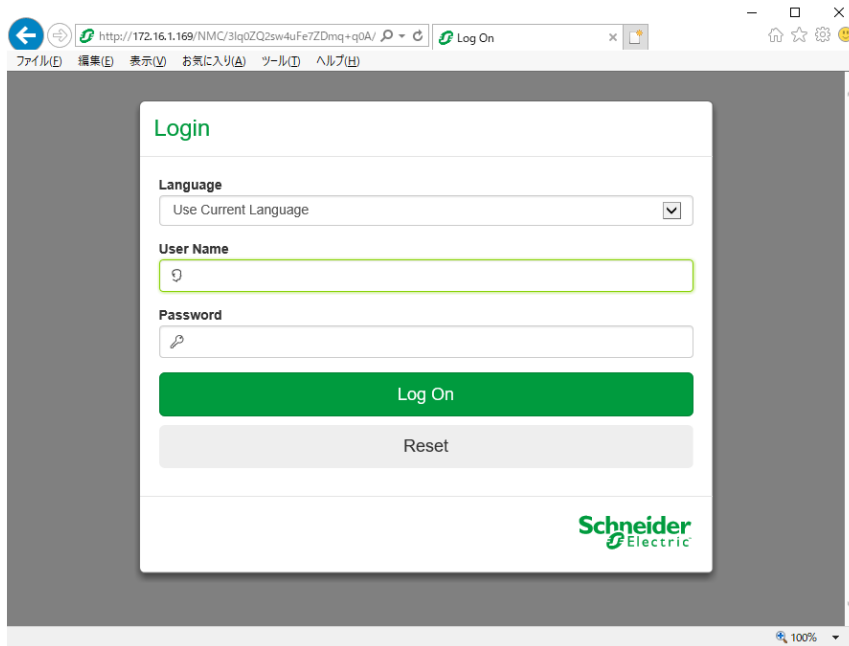 http://172.16.1.169/NMC/3lq0ZQ2sw4uFe7ZDmq+q0A/
Log On
ファイル(F) 編集(E) 表示(V) お気に入り(A) ツール(T) ヘルプ(H)
Login
Language
Use Current Language
User Name
Password
Log On
Reset
Schneider
Electric
100%